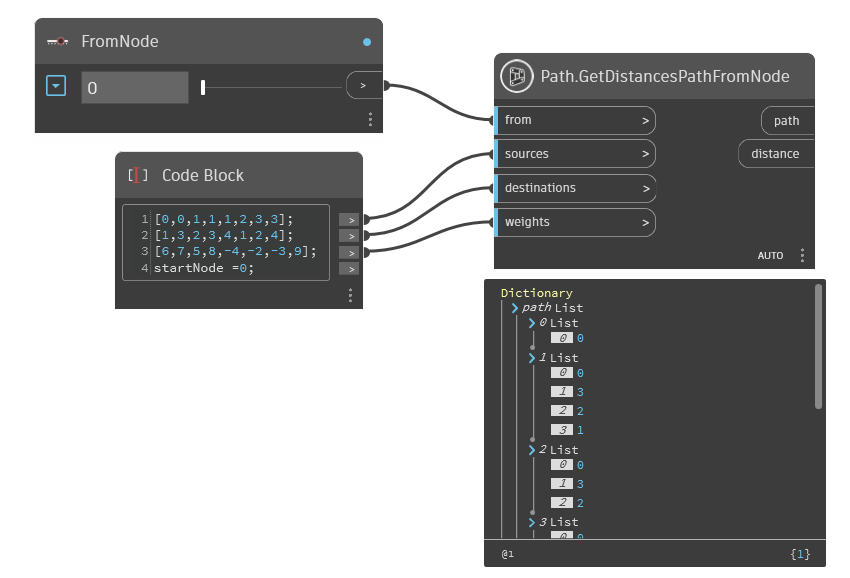 FromNode
0
>
Path.GetDistancesPathFromNode
from >
path
sources >
distance
destinations >
weights >
AUTO
[] Code Block
1 [0,0,1,1,1,2,3,3]; >
2 [1,3,2,3,4,1,2,4]; >
3 [6,7,5,8,-4,-2,-3,9]; >
4 startNode =0; >
Dictionary
path List
0 List
0 0
1 List
0 0
1 3
2 2
3 1
2 List
0 0
1 3
2 2
3 List
0 0
@1 {1}